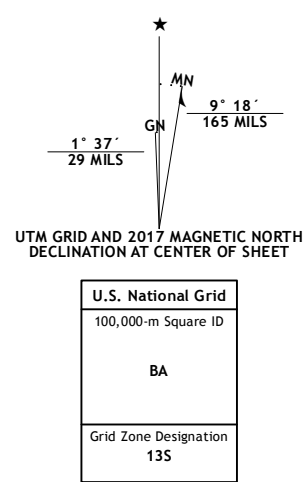 ★
MN
GN
9° 18´
165 MILS
1° 37´
29 MILS
UTM GRID AND 2017 MAGNETIC NORTH
DECLINATION AT CENTER OF SHEET
U.S. National Grid
100,000-m Square ID
BA
Grid Zone Designation
13S